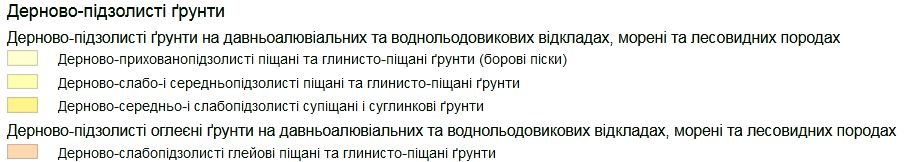 Дерново-підзолисті ґрунти
Дерново-підзолисті ґрунти на давньоалювіальних та водльодовикових відкладах, морені та лесовидних породах
Дерново-прихованопідзолисті піщані та глинисто-піщані ґрунти (борові піски)
Дерново-слабо-і середньопідзолисті піщані та глинисто-піщані ґрунти
Дерново-середньо-і слабопідзолисті супіщані і суглинкові ґрунти
Дерново-підзолисті оглеєні ґрунти на давньоалювіальних та воднольодовикових відкладах, морені та лесовидних породах
Дерново-слабопідзолисті глейові піщані та глинисто-піщані ґрунти